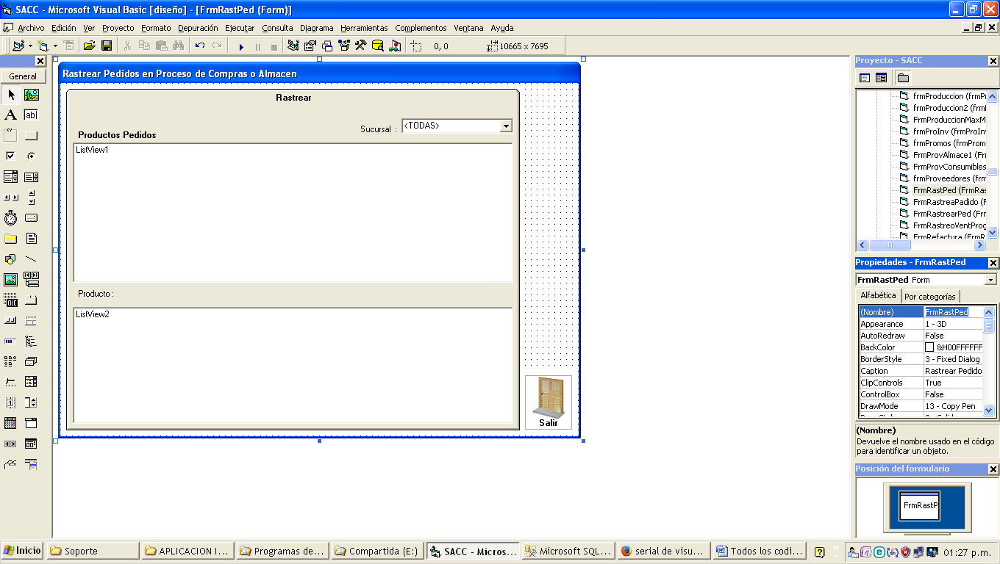 SACC - Microsoft Visual Basic [diseño] - [FrmRastPed (Form)]
Archivo Edición Ver Proyecto Formato Depuración Ejecutar Consulta Diagrama Herramientas Complementos Ventana Ayuda
0, 0 10665 x 7695
General
A ab|
xy
OLE
Rastrear Pedidos en Proceso de Compras o Almacen
Rastrear
Sucursal : <TODAS>
Productos Pedidos
ListView1
Producto :
ListView2
Salir
Proyecto - SACC
frmProduccion (frmPr
frmProduccion2 (frml
FrmProduccionMaxM
frmProInv (frmProInv
frmPromos (frmProm
FrmProvAlmace1 (Fri
FrmProvConsumibles
frmProveedores (frm
FrmRastPed (FrmRas
FrmRastreaPadido (F
FrmRastrearPed (Frr
FrmRastreoVentProg
FrmRefactura (FrmR
Propiedades - FrmRastPed
FrmRastPed Form
Alfabética Por categorías
(Nombre) FrmRastPed
Appearance 1 - 3D
AutoRedraw False
BackColor &H00FFFFFF
BorderStyle 3 - Fixed Dialog
Caption Rastrear Pedido
ClipControls True
ControlBox False
DrawMode 13 - Copy Pen
(Nombre)
Devuelve el nombre usado en el código
para identificar un objeto.
Posición del formulario
FrmRastP
Inicio Soporte APLICACION I... Programas de... Compartida (E:) SACC - Micros... Microsoft SQL... serial de visu... Todos los codi... 01:27 p.m.